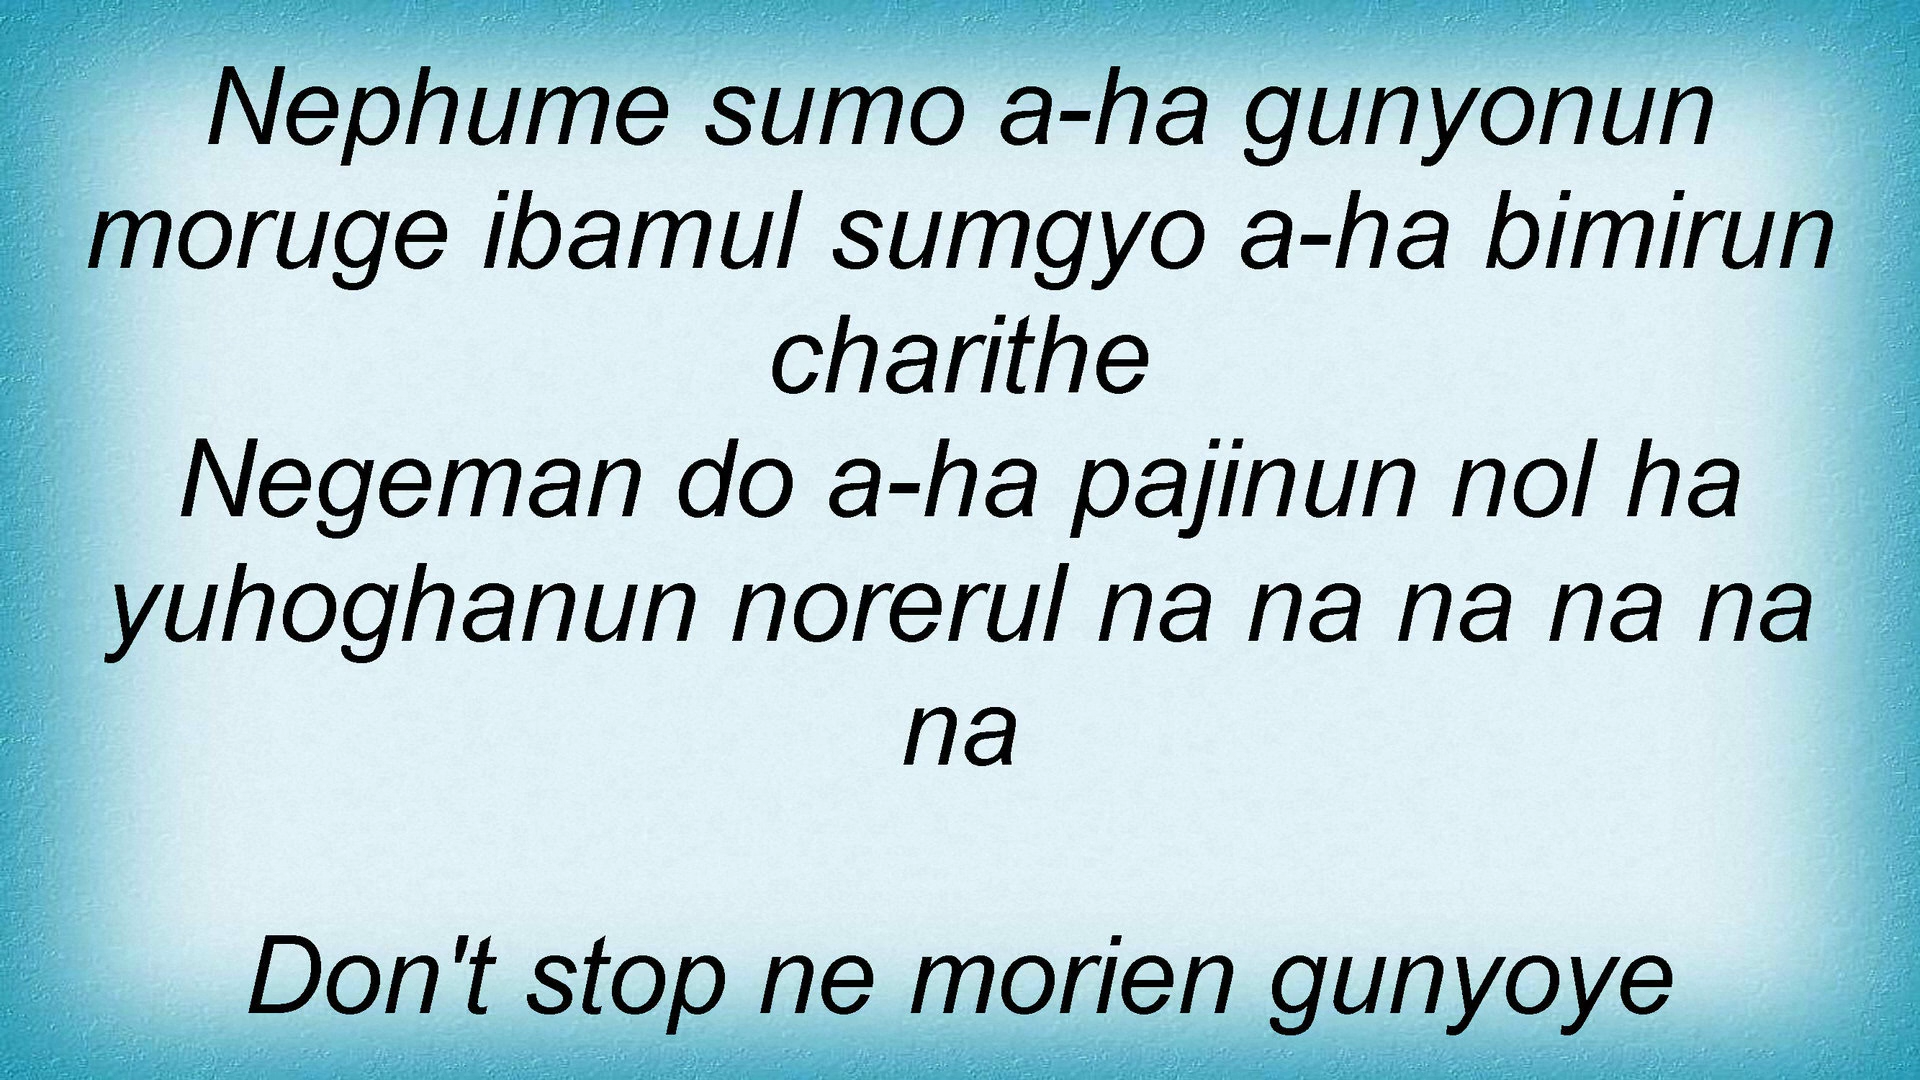 Nephume sumo a-ha gunyonun
moruge ibamul sumgyo a-ha bimirun
charithe
Negeman do a-ha pajinun nol ha
yuhoghanun norerul na na na na na
na
Don't stop ne morien gunyoye